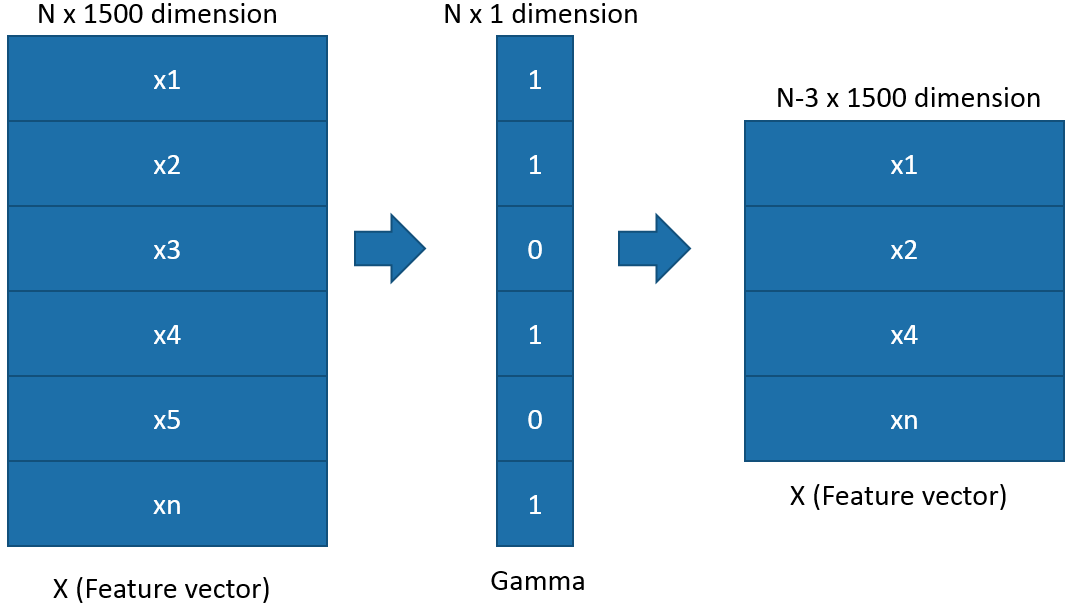 N x 1500 dimension
x1
x2
x3
x4
x5
xn
X (Feature vector)
N x 1 dimension
1
1
0
1
0
1
Gamma
N-3 x 1500 dimension
x1
x2
x4
xn
X (Feature vector)